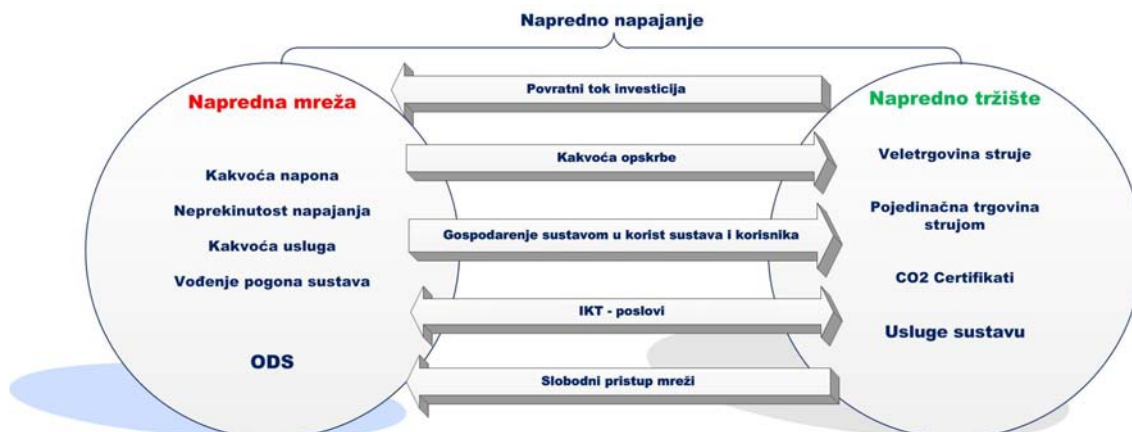 Napredno napajanje
Napredna mreža
Kakvoća napona
Neprekinutost napajanja
Kakvoća usluga
Vođenje pogona sustava
ODS
Povratni tok investicija
Kakvoća opskrbe
Gospodarenje sustavom u korist sustava i korisnika
IKT - poslovi
Slobodni pristup mreži
Napredno tržište
Veletrgovina struje
Pojedinačna trgovina
strujom
CO2 Certifikati
Usluge sustavu